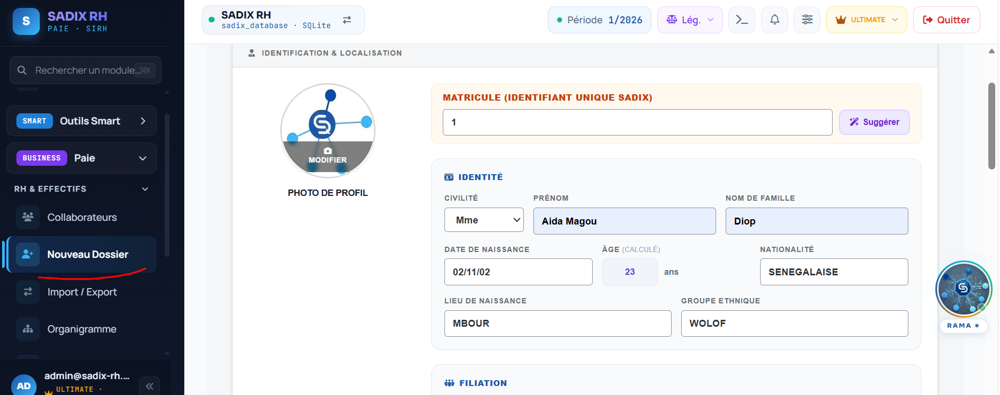 S
SADIX RH
PAIE · SIRH
Rechercher un module...
⌘K
SMART
Outils Smart
BUSINESS
Paie
RH & EFFECTIFS
Collaborateurs
Nouveau Dossier
Import / Export
Organigramme
AD
admin@sadix-rh....
ULTIMATE ·
SADIX RH
sadix_database · SQLite
Période 1/2026
Lég.
ULTIMATE
Quitter
IDENTIFICATION & LOCALISATION
MODIFIER
PHOTO DE PROFIL
MATRICULE (IDENTIFIANT UNIQUE SADIX)
1
Suggérer
IDENTITÉ
CIVILITÉ
PRÉNOM
NOM DE FAMILLE
Mme
Aida Magou
Diop
DATE DE NAISSANCE
ÂGE (CALCULÉ)
NATIONALITÉ
02/11/02
23
ans
SENEGALAISE
LIEU DE NAISSANCE
GROUPE ETHNIQUE
MBOUR
WOLOF
FILIATION
RAMA ✶